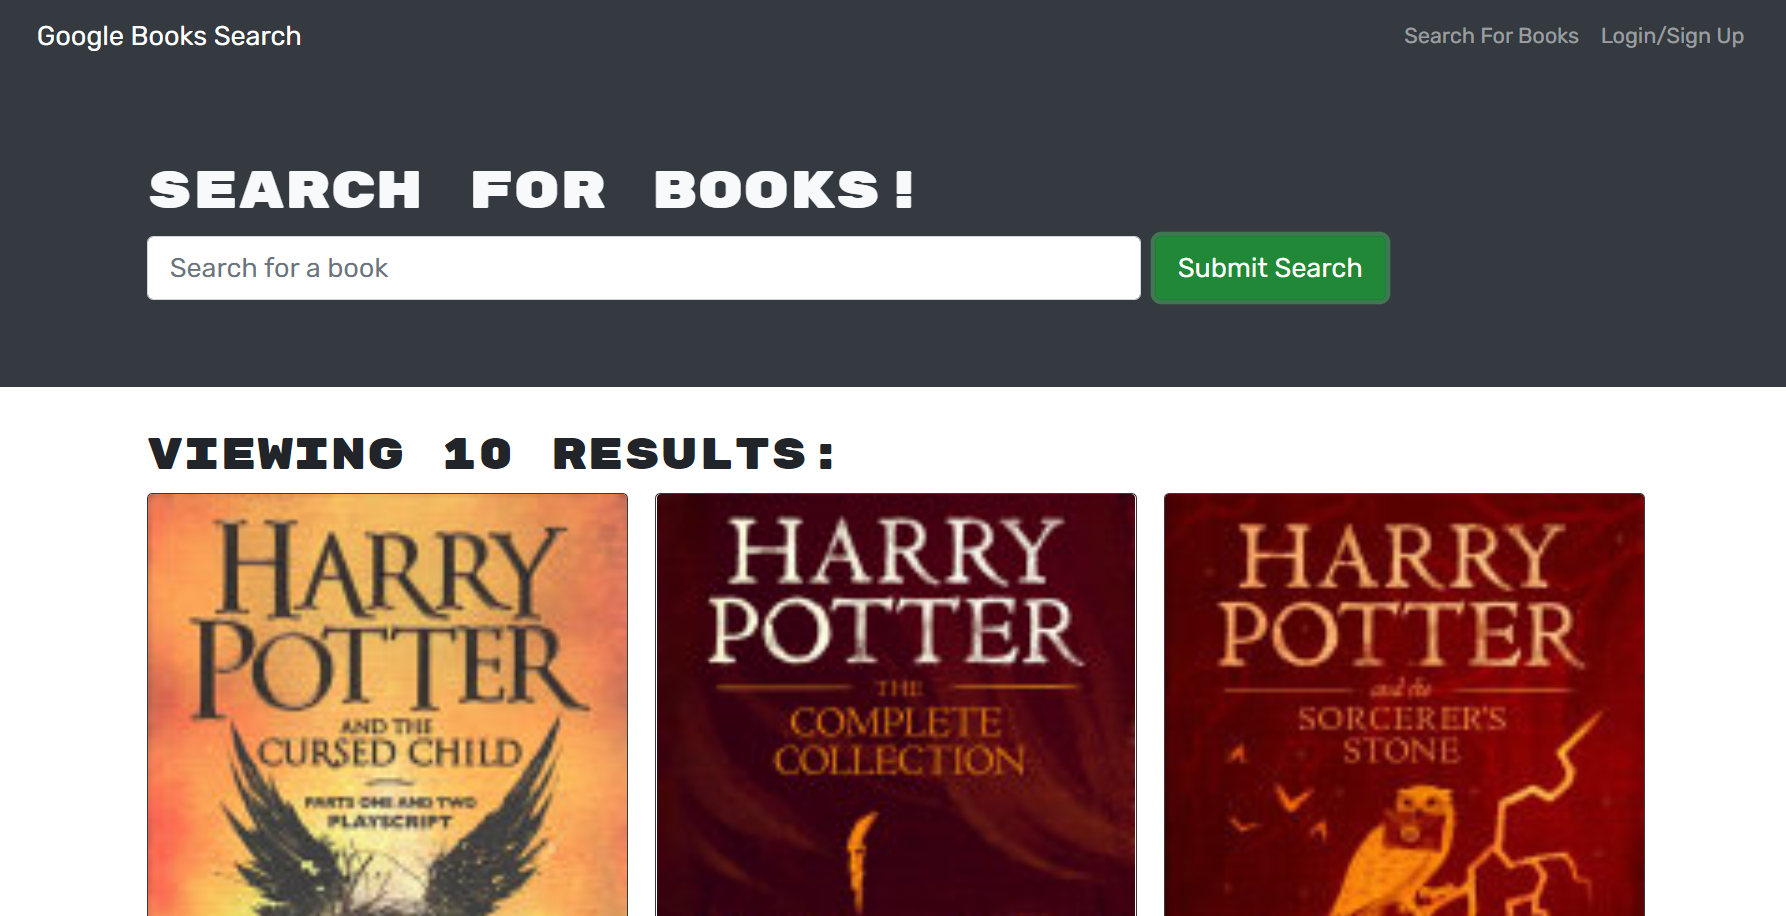 Google Books Search
Search For Books
Login/Sign Up
SEARCH FOR BOOKS!
Search for a book
Submit Search
VIEWING 10 RESULTS:
HARRY
POTTER
AND THE
CURSED CHILD
PARTS ONE AND TWO
PLAYSCRIPT
HARRY
POTTER
THE
COMPLETE
COLLECTION
HARRY
POTTER
and the
SORCERER'S
STONE